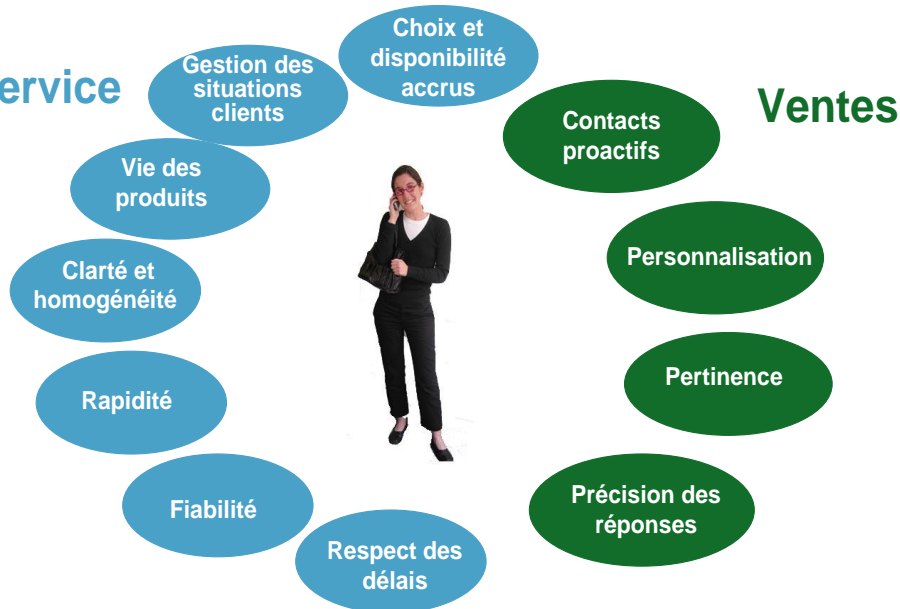 ervice
Ventes
Choix et
disponibilité
accrus
Gestion des
situations
clients
Vie des
produits
Clarté et
homogénéité
Rapidité
Fiabilité
Respect des
délais
Contacts
proactifs
Personnalisation
Pertinence
Précision des
réponses